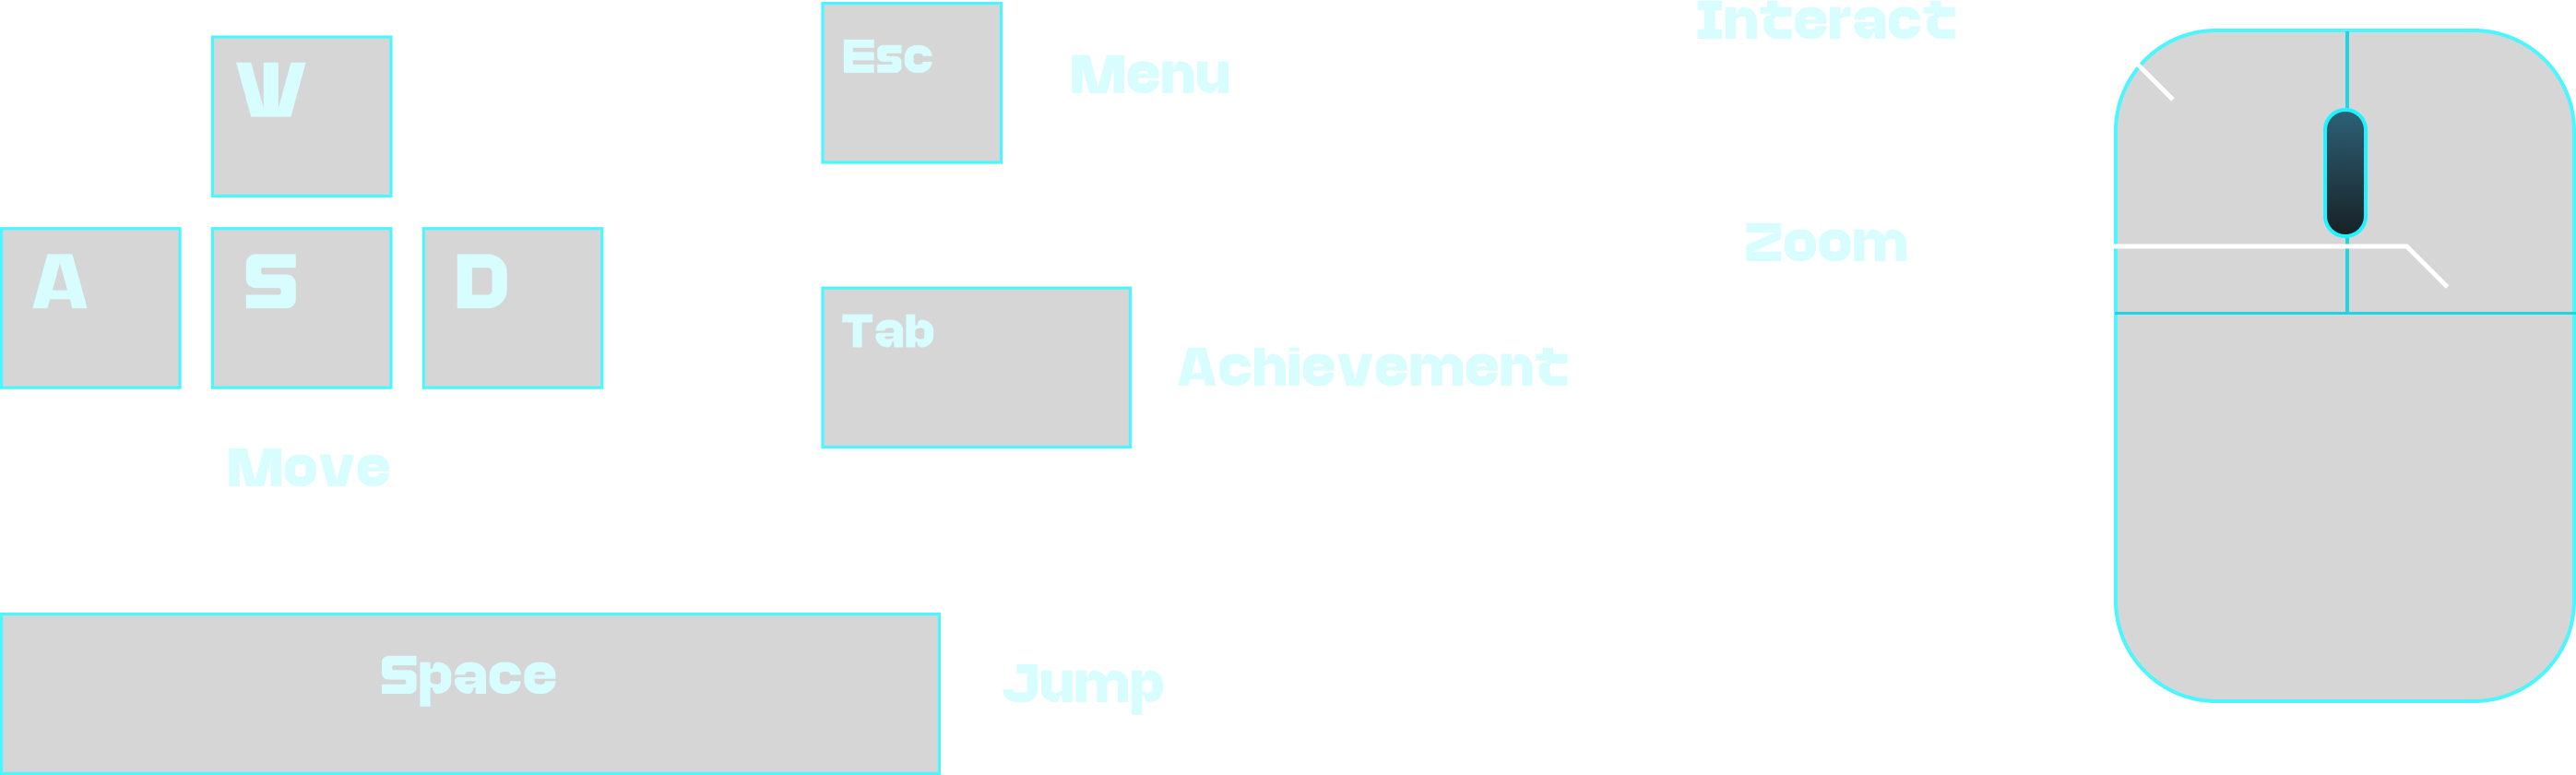 W
A
S
D
Move
Esc
Menu
Tab
Achievement
Space
Jump
Interact
Zoom